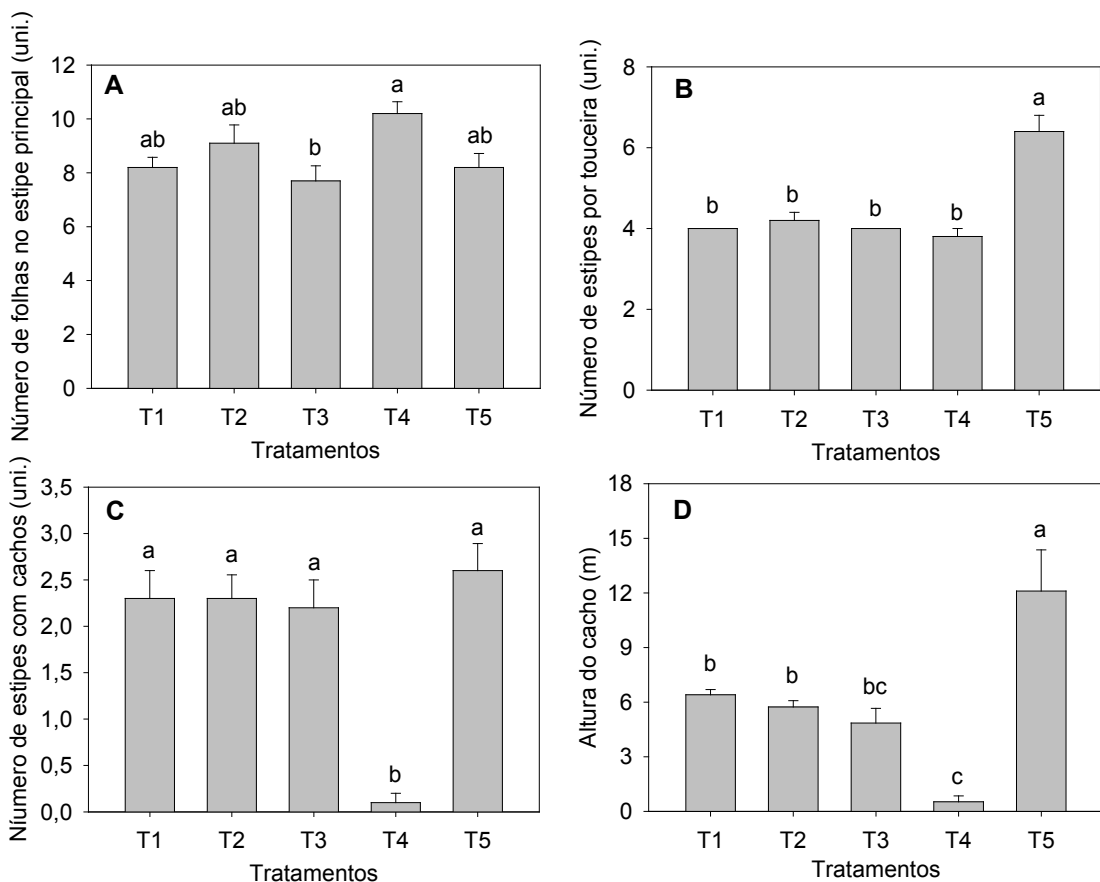 Número de folhas no estipe principal (uni.)
A
12
10
8
6
4
2
0
ab
ab
b
a
ab
T1 T2 T3 T4 T5
Tratamentos
Número de estipes por touceira (uni.)
B
8
6
4
2
0
b
b
b
b
a
T1 T2 T3 T4 T5
Tratamentos
Níumero de estipes com cachos (uni.)
C
3,5
3,0
2,5
2,0
1,5
1,0
0,5
0,0
a
a
a
b
a
T1 T2 T3 T4 T5
Tratamentos
Altura do cacho (m)
D
18
15
12
9
6
3
0
b
b
bc
c
a
T1 T2 T3 T4 T5
Tratamentos